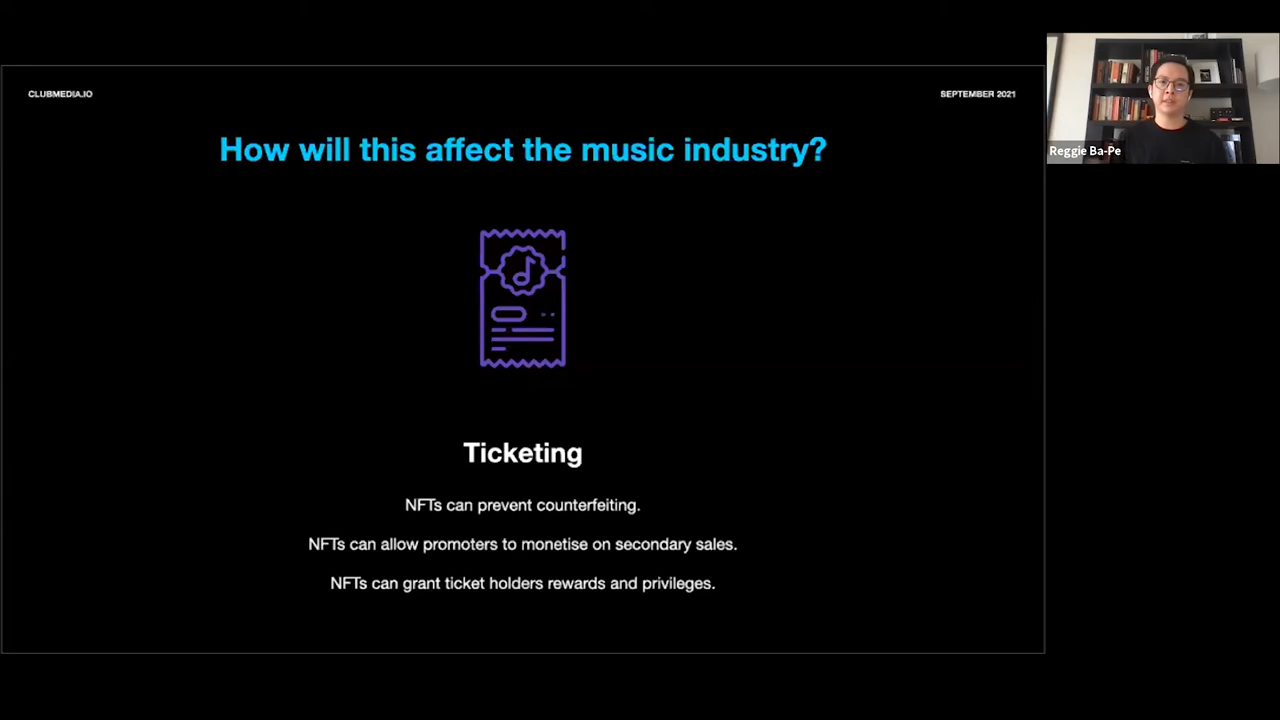 CLUBMEDIA.IO
SEPTEMBER 2021
How will this affect the music industry?
Ticketing
NFTs can prevent counterfeiting.
NFTs can allow promoters to monetise on secondary sales.
NFTs can grant ticket holders rewards and privileges.
Reggie Ba-Pe